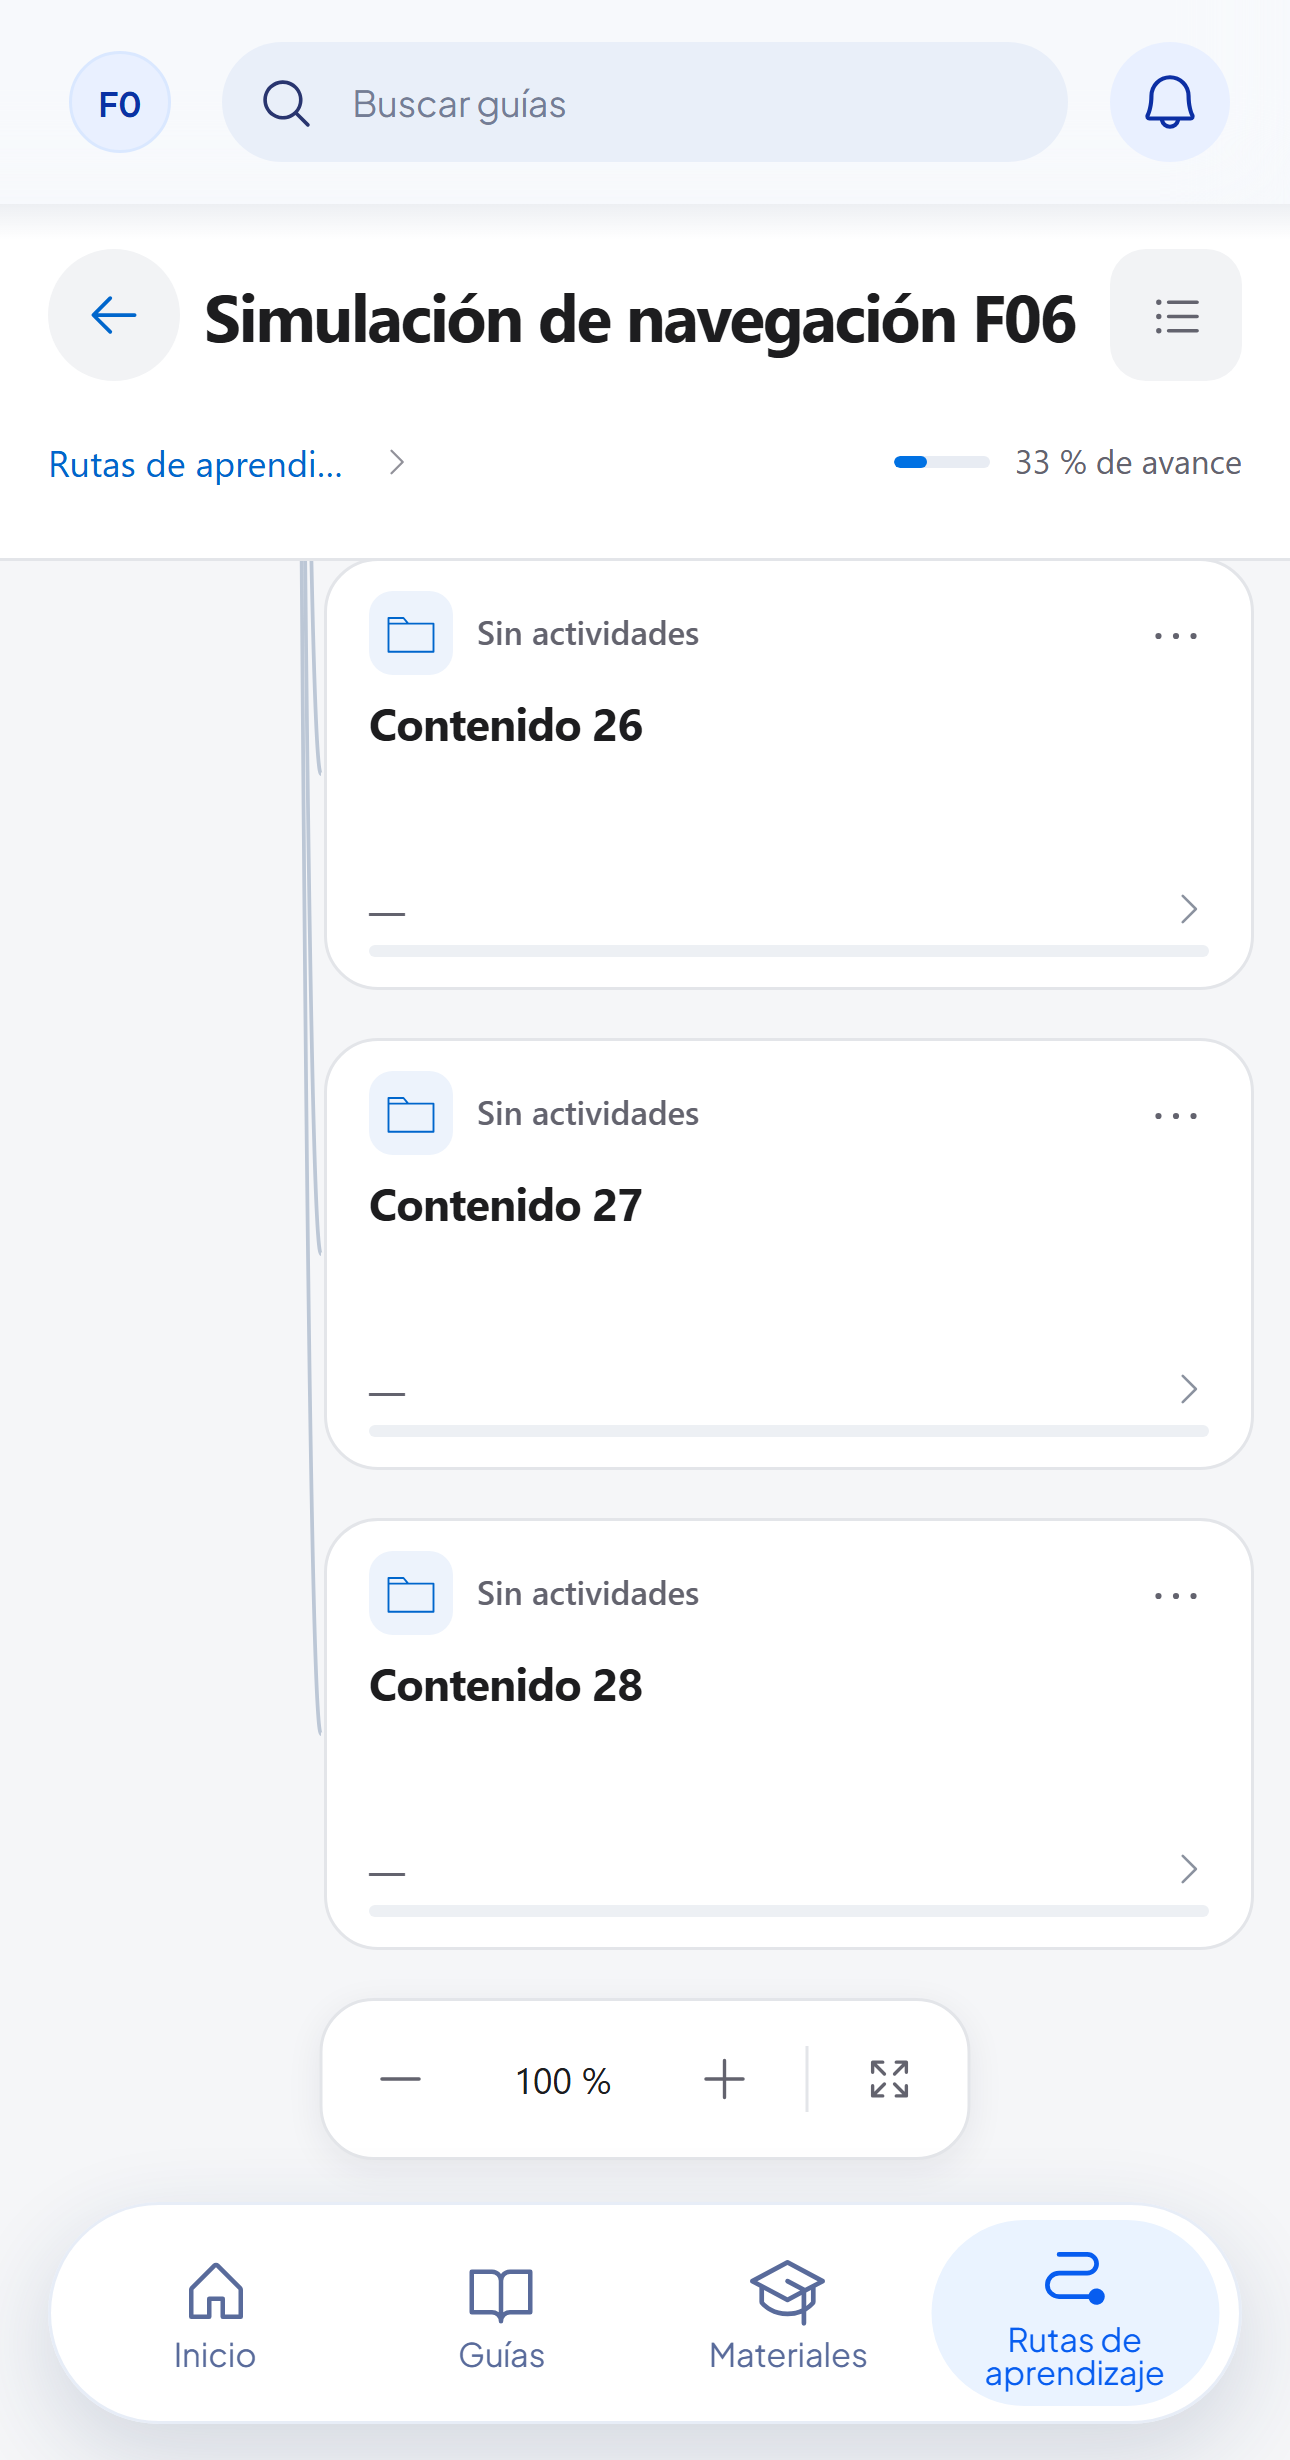 F0
Buscar guías
Simulación de navegación F06
Rutas de aprendi...
33 % de avance
Sin actividades
Contenido 26
—
Sin actividades
Contenido 27
—
Sin actividades
Contenido 28
—
100 %
Inicio
Guías
Materiales
Rutas de
aprendizaje